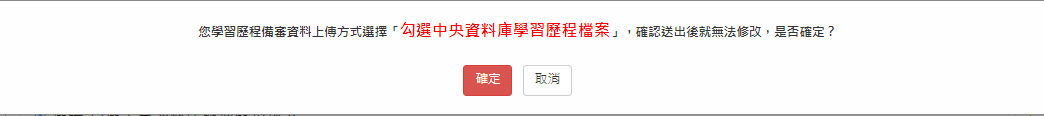 您學習歷程備審資料上傳方式選擇「勾選中央資料庫學習歷程檔案」，確認送出後就無法修改，是否確定？
確定
取消